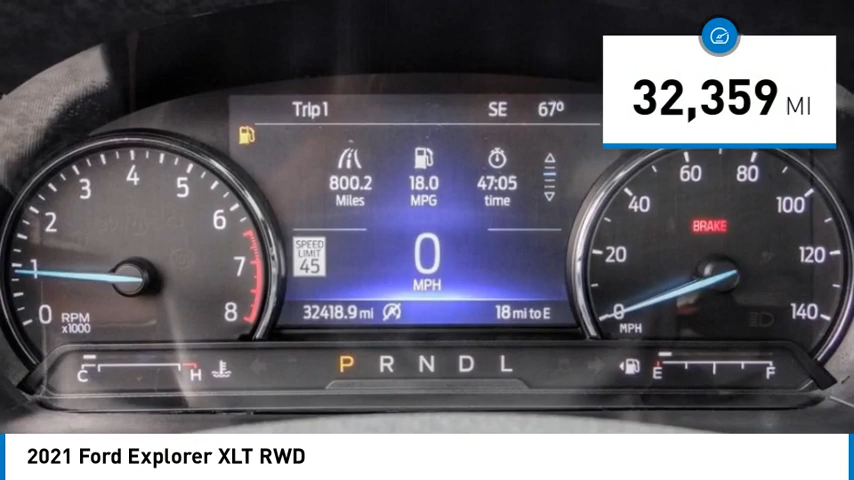 32,359 MI
Trip 1 SE 67°
800.2 18.0 47:05
Miles MPG time
SPEED
LIMIT
45
0
MPH
32418.9 mi 18 mi to E
0 1 2 3 4 5 6 7 8
RPM
x1000
0 20 40 60 80 100 120 140
BRAKE
MPH
C H
P R N D L
E F
2021 Ford Explorer XLT RWD